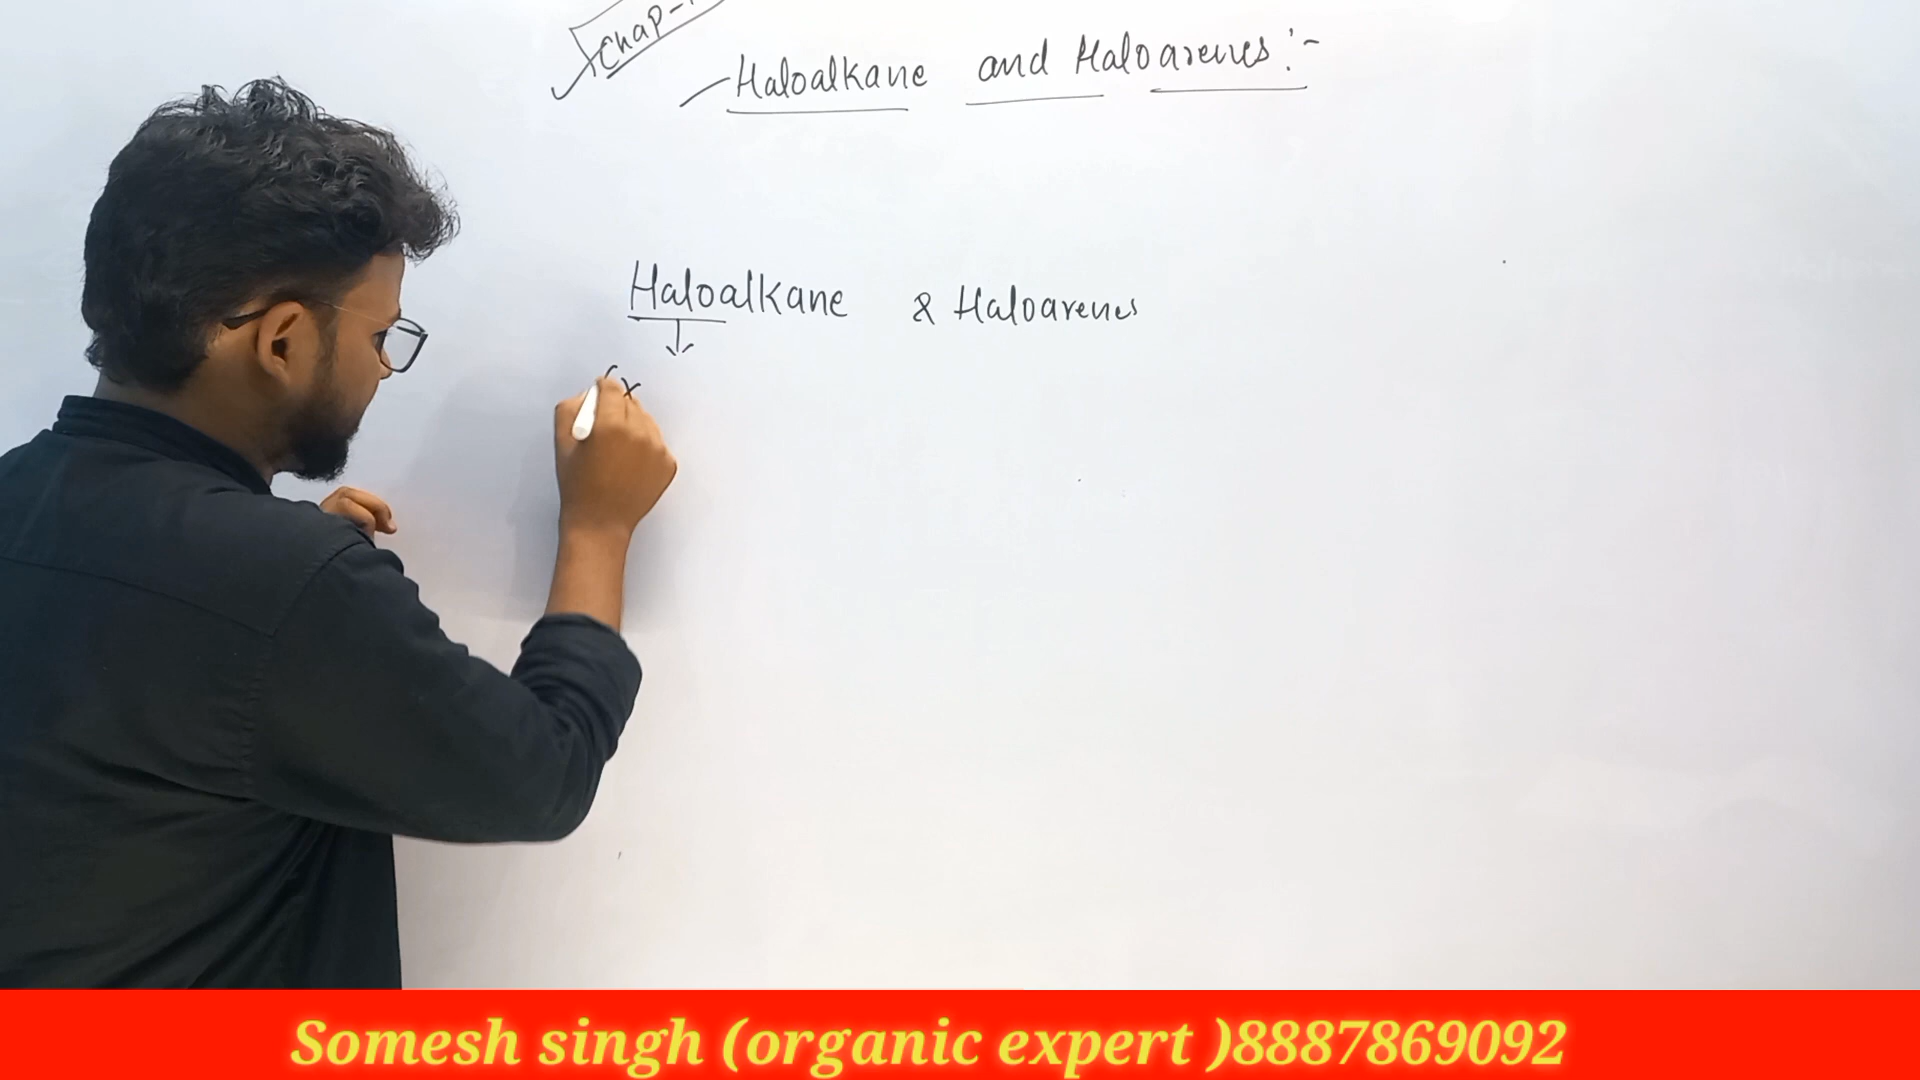 Chap-
Haloalkane and Haloarenes:-
Haloalkane & Haloarenes
(x
Somesh singh (organic expert )8887869092